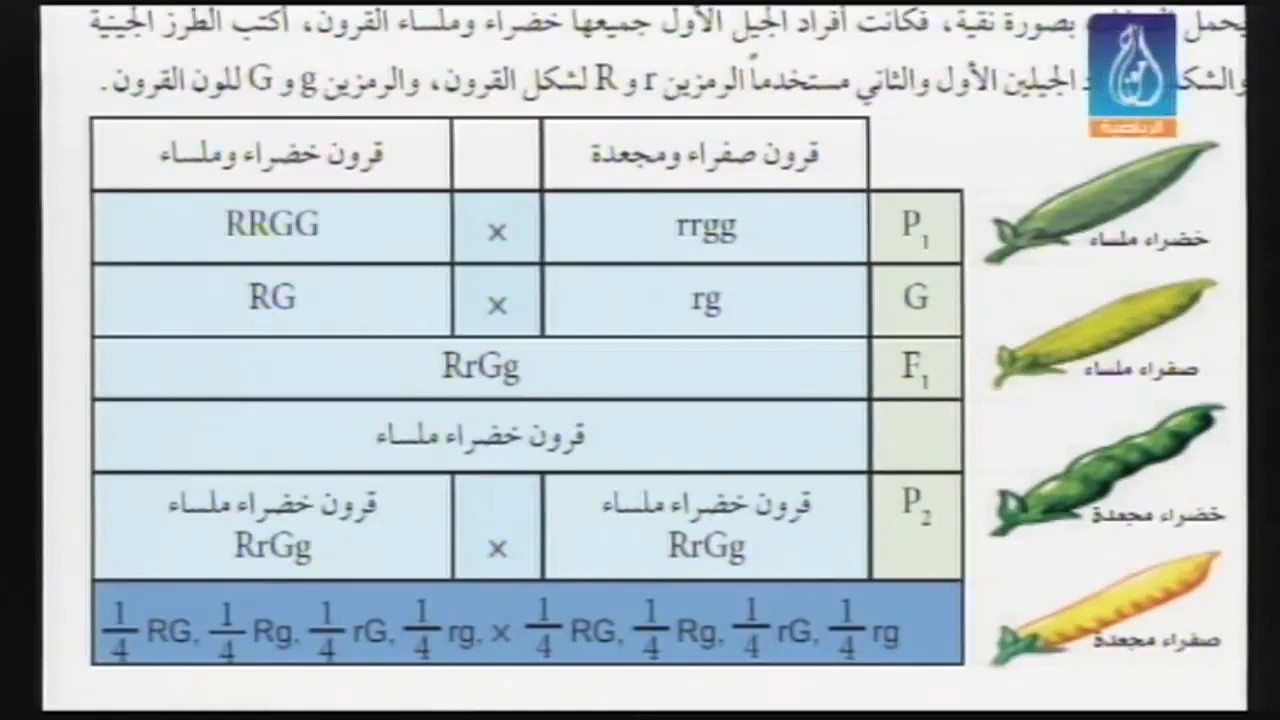 يحمل بصورة نقية، فكانت أفراد الجيل الأول جميعها خضراء وملساء القرون، أكتب الطرز الجينية
والشكلية الجيلين الأول والثاني مستخدماً الرمزين r و R لشكل القرون، والرمزين g و G للون القرون.
الرياضية
قرون صفراء ومجعدة قرون خضراء وملساء
RRGG × rrgg P1
RG × rg G
RrGg F1
قرون خضراء ملساء
قرون خضراء ملساء قرون خضراء ملساء P2
RrGg × RrGg
1/4 RG, 1/4 Rg, 1/4 rG, 1/4 rg, × 1/4 RG, 1/4 Rg, 1/4 rG, 1/4 rg
خضراء ملساء
صفراء ملساء
خضراء مجعدة
صفراء مجعدة